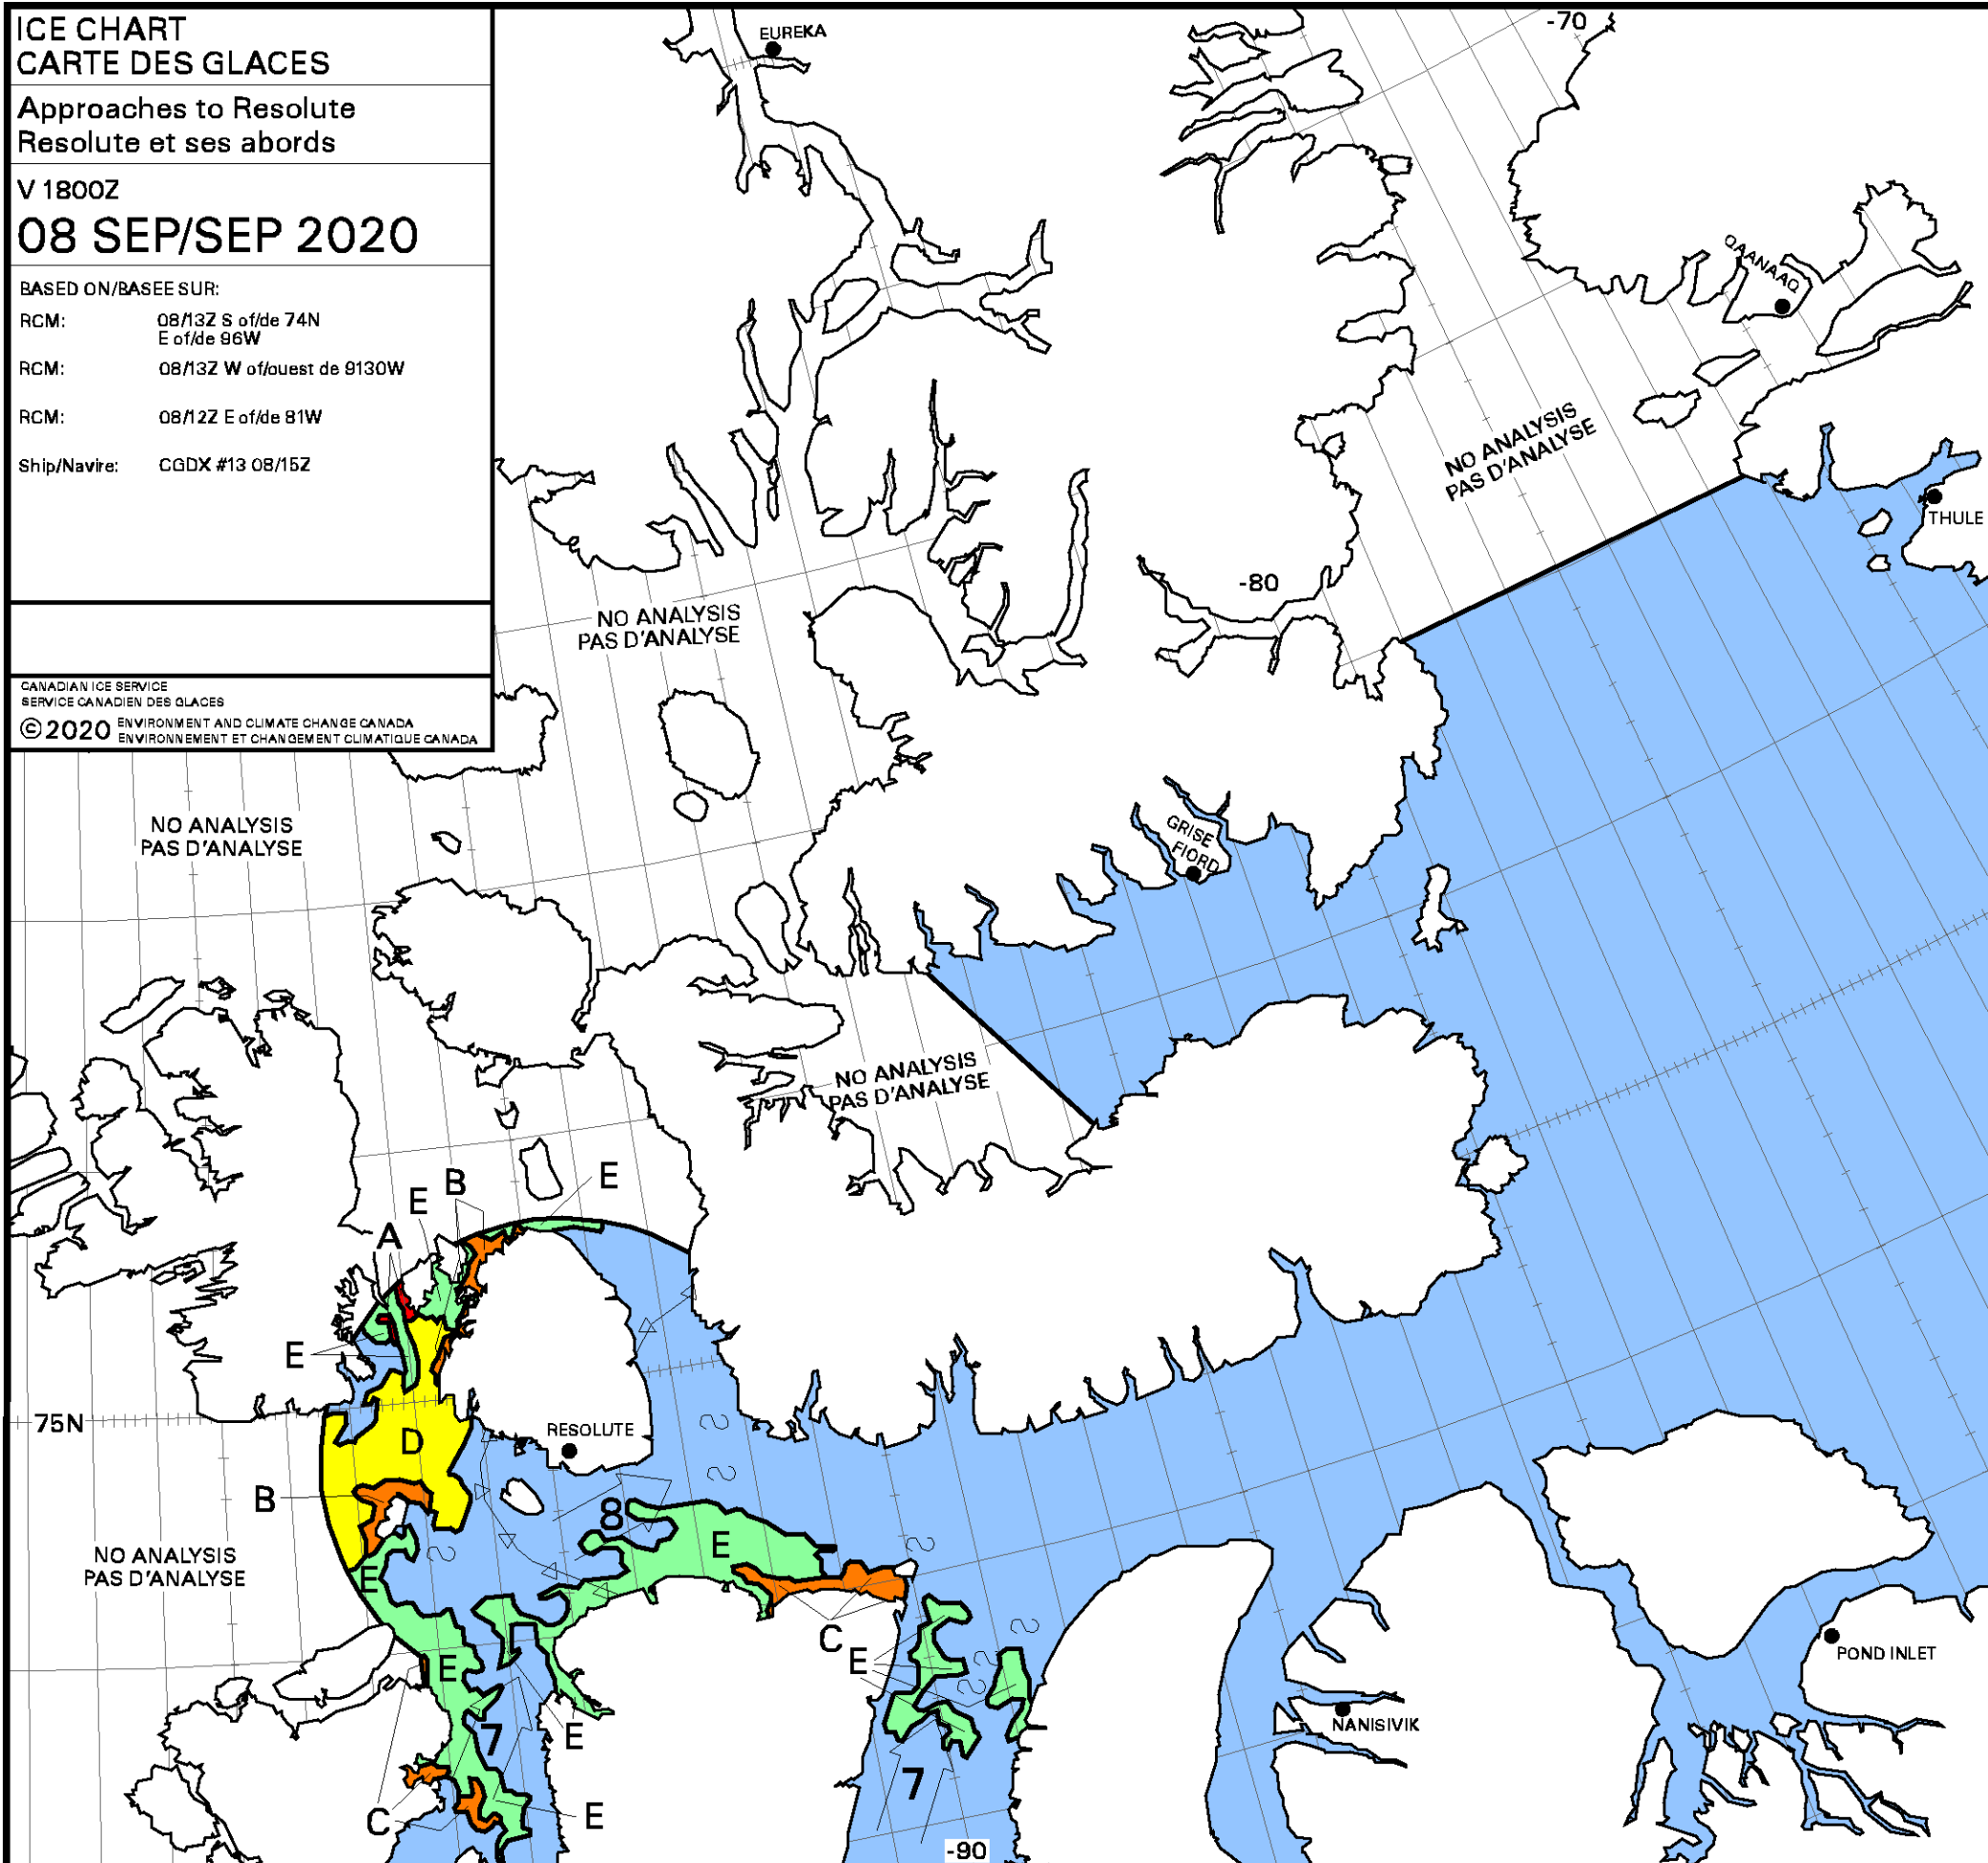 ICE CHART
CARTE DES GLACES
Approaches to Resolute
Resolute et ses abords
V 1800Z
08 SEP/SEP 2020
BASED ON/BASEE SUR:
RCM: 08/13Z S of/de 74N
E of/de 96W
RCM: 08/13Z W of/ouest de 9130W
RCM: 08/12Z E of/de 81W
Ship/Navire: CGDX #13 08/15Z
CANADIAN ICE SERVICE
SERVICE CANADIEN DES GLACES
© 2020 ENVIRONMENT AND CLIMATE CHANGE CANADA
ENVIRONNEMENT ET CHANGEMENT CLIMATIQUE CANADA
EUREKA
-70
QAANAAQ
NO ANALYSIS
PAS D'ANALYSE
THULE
-80
NO ANALYSIS
PAS D'ANALYSE
NO ANALYSIS
PAS D'ANALYSE
GRISE
FIORD
NO ANALYSIS
PAS D'ANALYSE
E
B
E
A
E
75N
D
RESOLUTE
B
8
E
NO ANALYSIS
PAS D'ANALYSE
E
C
E
E
POND INLET
7
E
NANISIVIK
7
C
E
-90